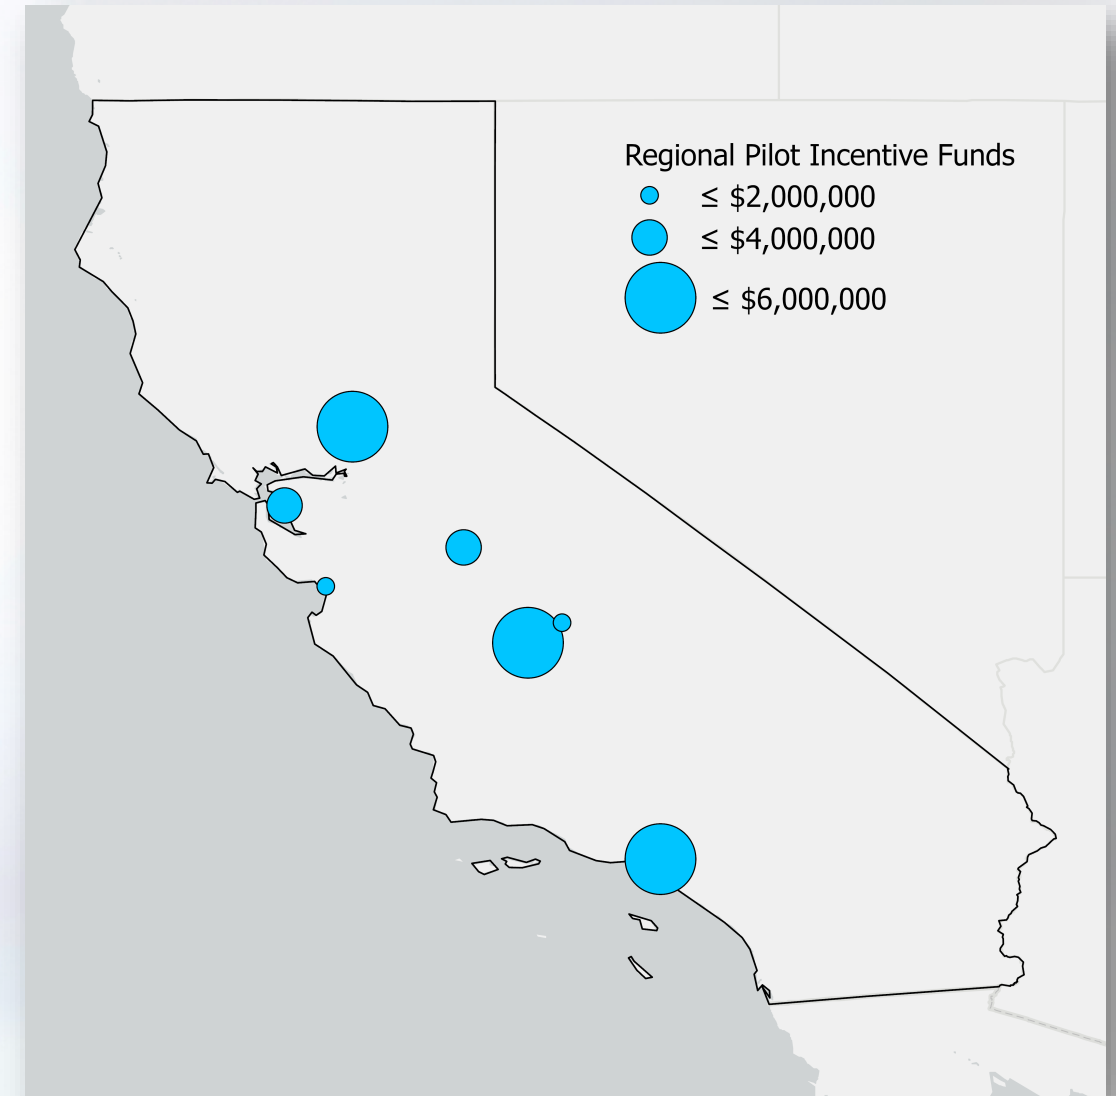 Regional Pilot Incentive Funds
≤ $2,000,000
≤ $4,000,000
≤ $6,000,000